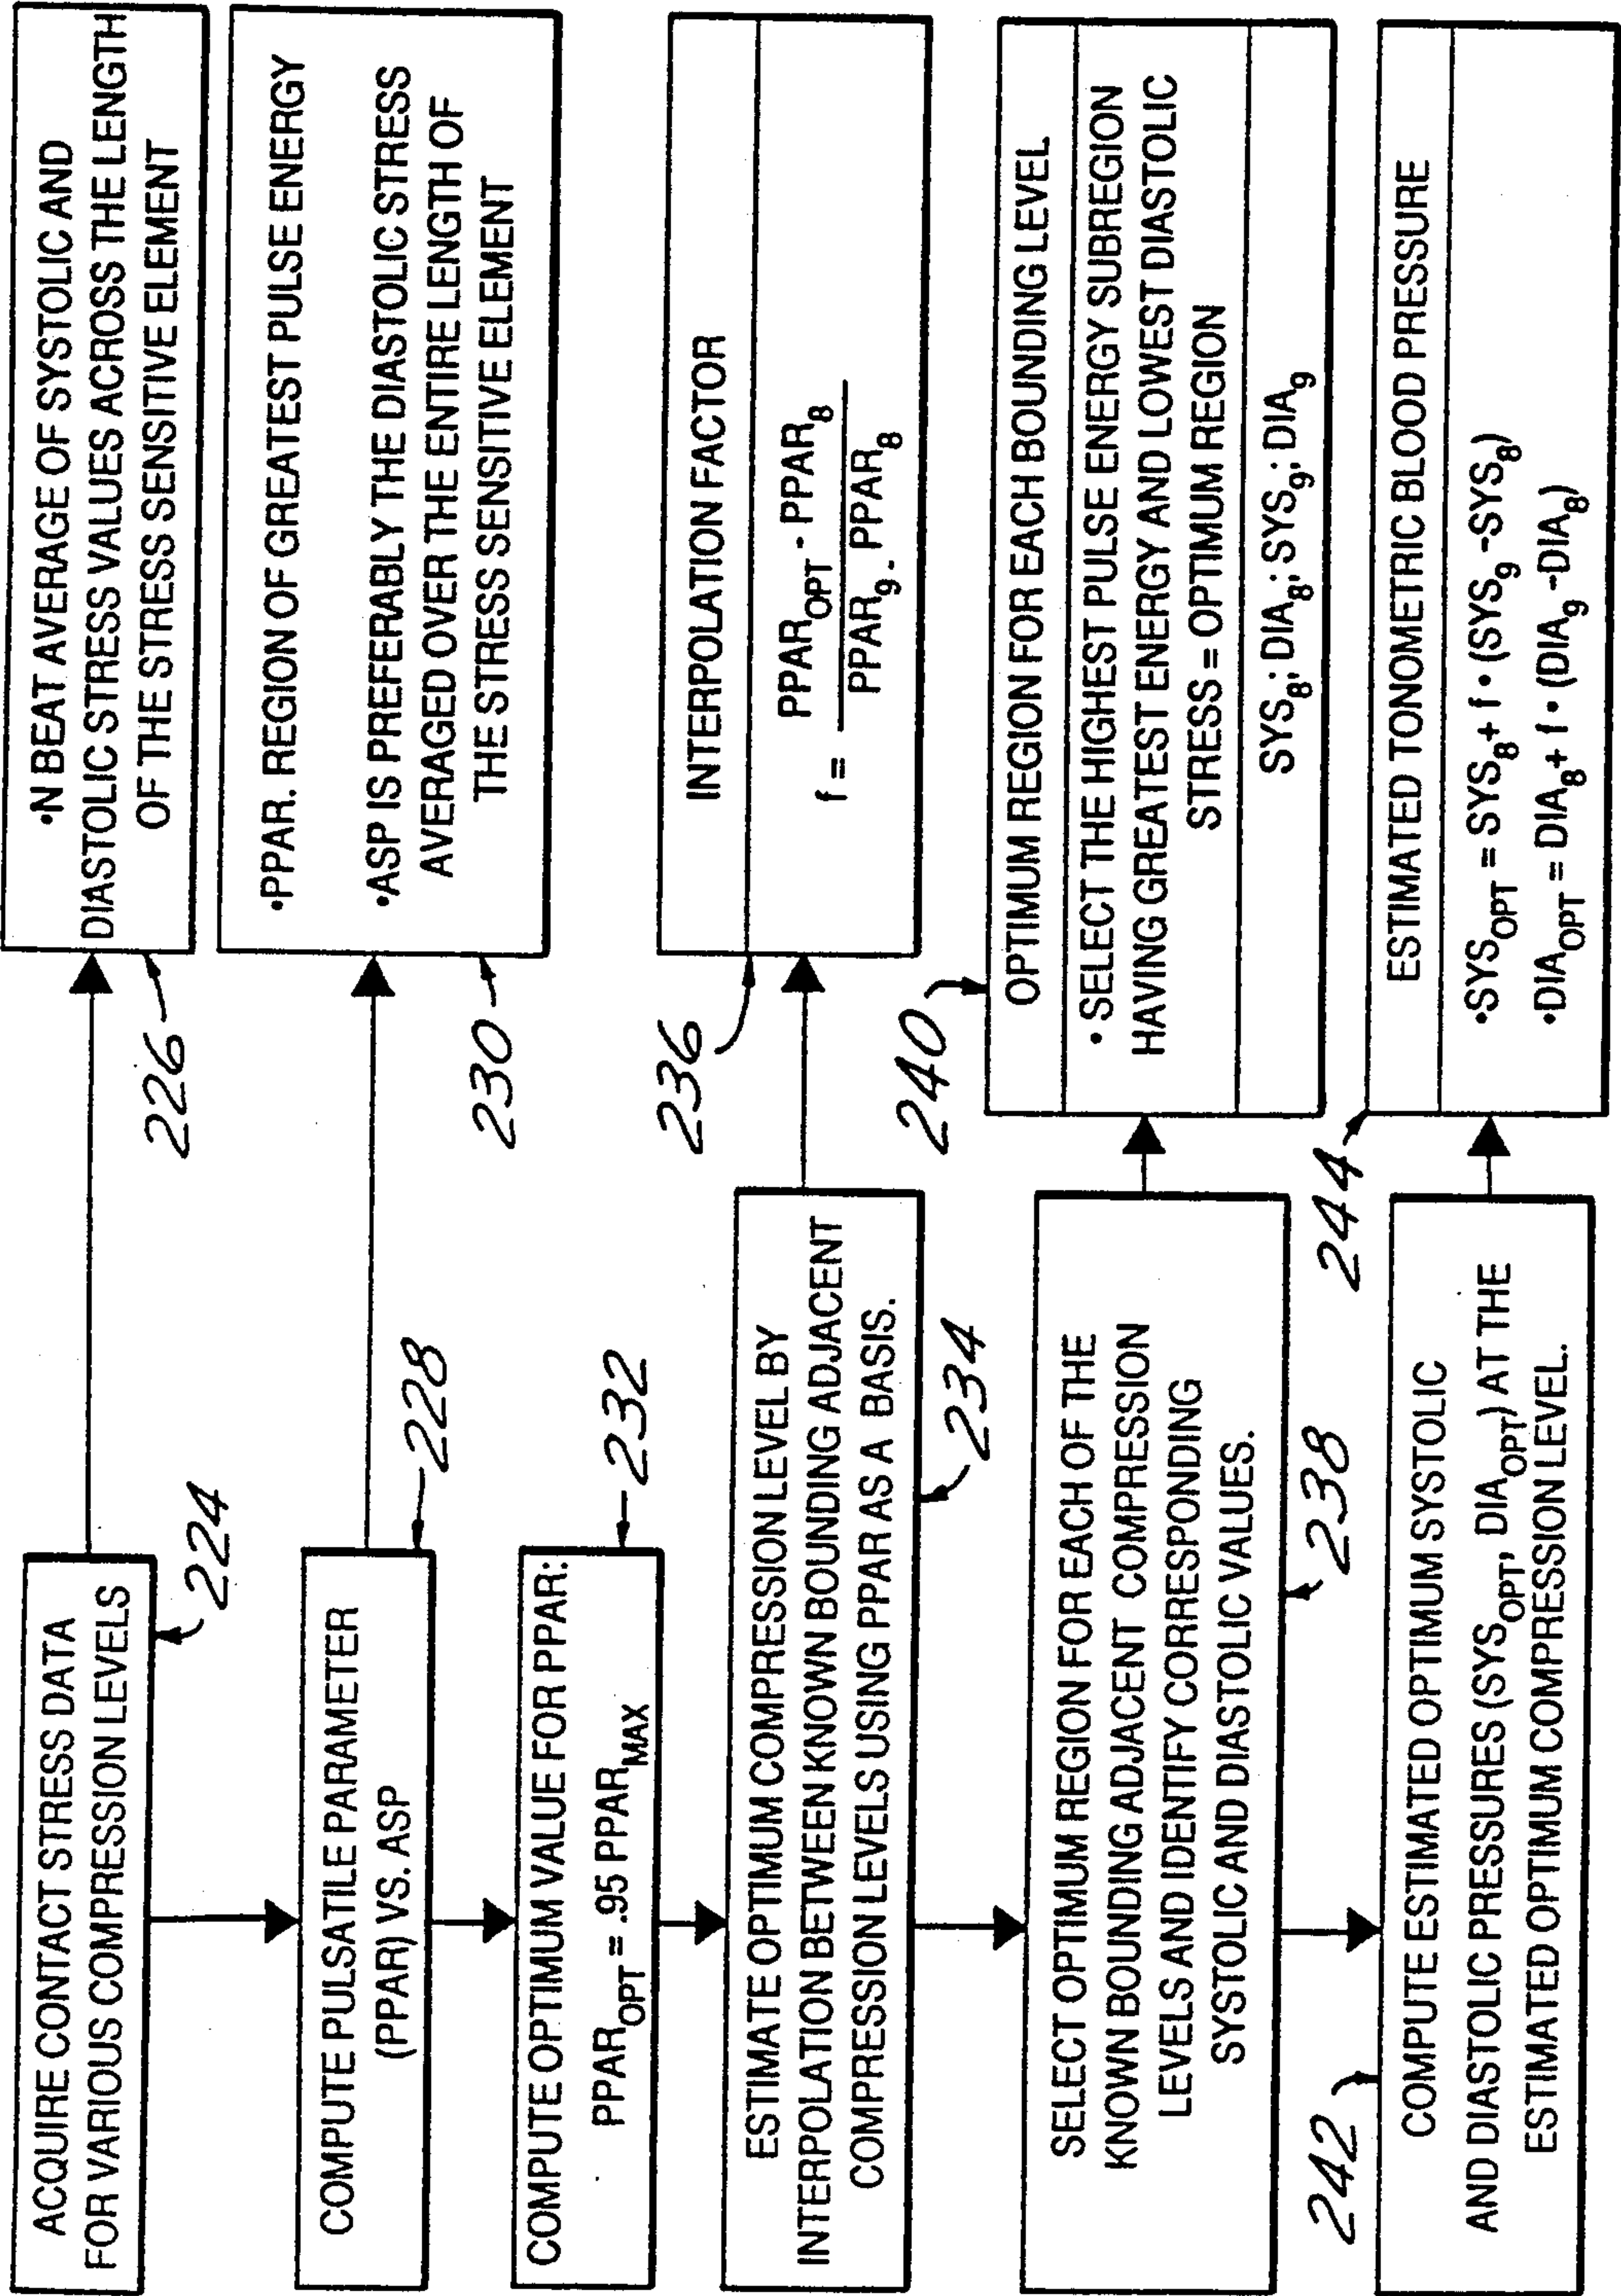 ACQUIRE CONTACT STRESS DATA
FOR VARIOUS COMPRESSION LEVELS
224
•N BEAT AVERAGE OF SYSTOLIC AND
DIASTOLIC STRESS VALUES ACROSS THE LENGTH
OF THE STRESS SENSITIVE ELEMENT
226
COMPUTE PULSATILE PARAMETER
(PPAR) VS. ASP
228
•PPAR. REGION OF GREATEST PULSE ENERGY
•ASP IS PREFERABLY THE DIASTOLIC STRESS
AVERAGED OVER THE ENTIRE LENGTH OF
THE STRESS SENSITIVE ELEMENT
230
COMPUTE OPTIMUM VALUE FOR PPAR:
PPAR_OPT = .95 PPAR_MAX
232
ESTIMATE OPTIMUM COMPRESSION LEVEL BY
INTERPOLATION BETWEEN KNOWN BOUNDING ADJACENT
COMPRESSION LEVELS USING PPAR AS A BASIS.
234
236
INTERPOLATION FACTOR
f = PPAR_OPT - PPAR_8
PPAR_9 - PPAR_8
SELECT OPTIMUM REGION FOR EACH OF THE
KNOWN BOUNDING ADJACENT COMPRESSION
LEVELS AND IDENTIFY CORRESPONDING
SYSTOLIC AND DIASTOLIC VALUES.
238
240
OPTIMUM REGION FOR EACH BOUNDING LEVEL
• SELECT THE HIGHEST PULSE ENERGY SUBREGION
HAVING GREATEST ENERGY AND LOWEST DIASTOLIC
STRESS = OPTIMUM REGION
SYS_8; DIA_8; SYS_9; DIA_9
242
COMPUTE ESTIMATED OPTIMUM SYSTOLIC
AND DIASTOLIC PRESSURES (SYS_OPT, DIA_OPT) AT THE
ESTIMATED OPTIMUM COMPRESSION LEVEL.
244
ESTIMATED TONOMETRIC BLOOD PRESSURE
•SYS_OPT = SYS_8 + f • (SYS_9 -SYS_8)
•DIA_OPT = DIA_8 + f • (DIA_9 -DIA_8)